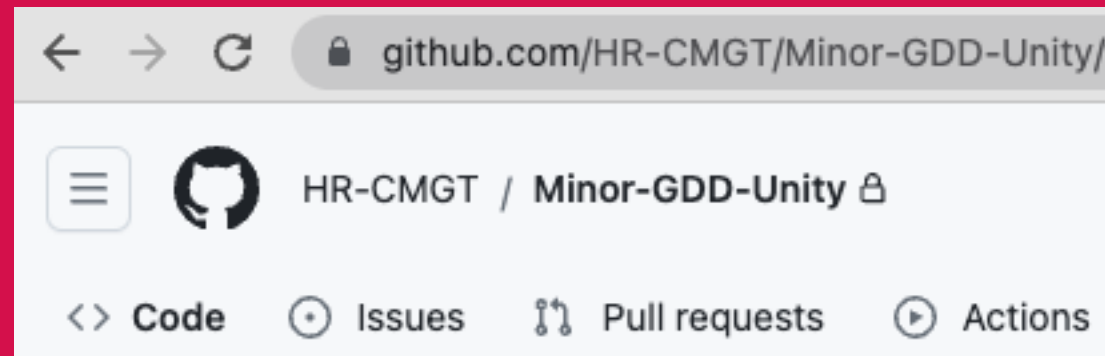 github.com/HR-CMGT/Minor-GDD-Unity/
HR-CMGT / Minor-GDD-Unity
Code Issues Pull requests Actions